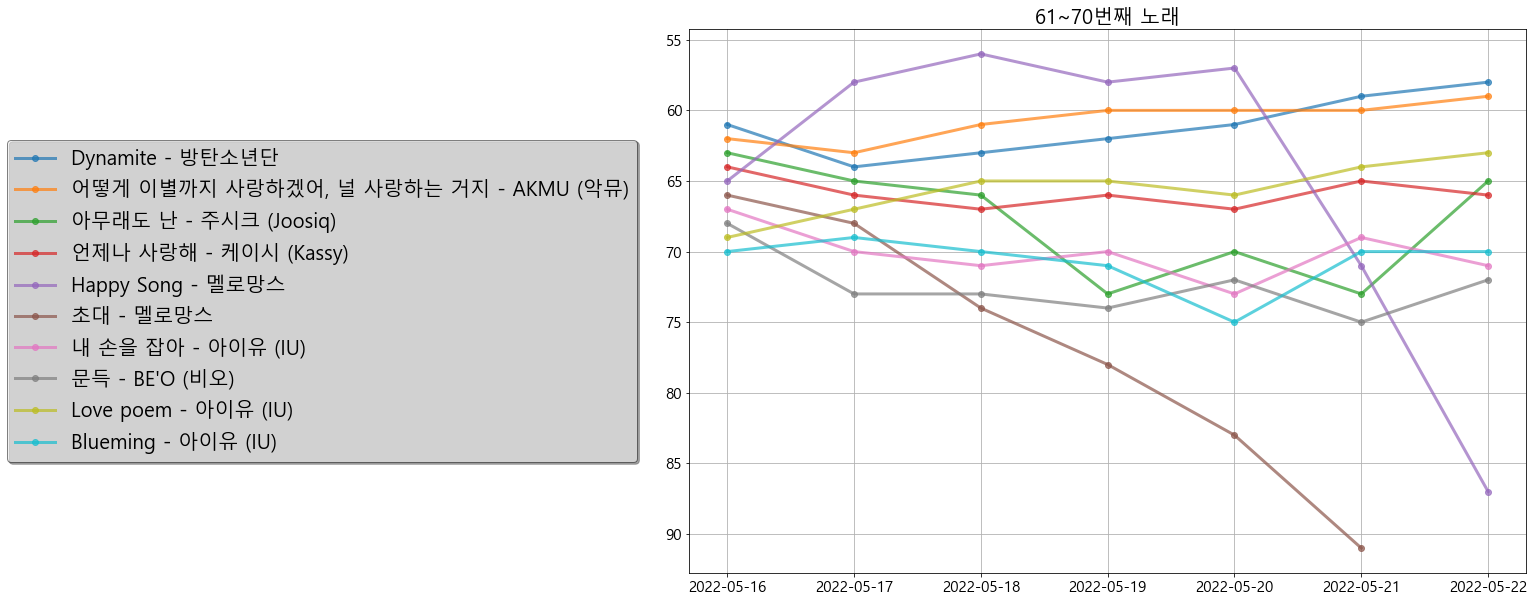 61~70번째 노래
Dynamite - 방탄소년단
어떻게 이별까지 사랑하겠어, 널 사랑하는 거지 - AKMU (악뮤)
아무래도 난 - 주시크 (Joosiq)
언제나 사랑해 - 케이시 (Kassy)
Happy Song - 멜로망스
초대 - 멜로망스
내 손을 잡아 - 아이유 (IU)
문득 - BE'O (비오)
Love poem - 아이유 (IU)
Blueming - 아이유 (IU)
55
60
65
70
75
80
85
90
2022-05-16 2022-05-17 2022-05-18 2022-05-19 2022-05-20 2022-05-21 2022-05-22